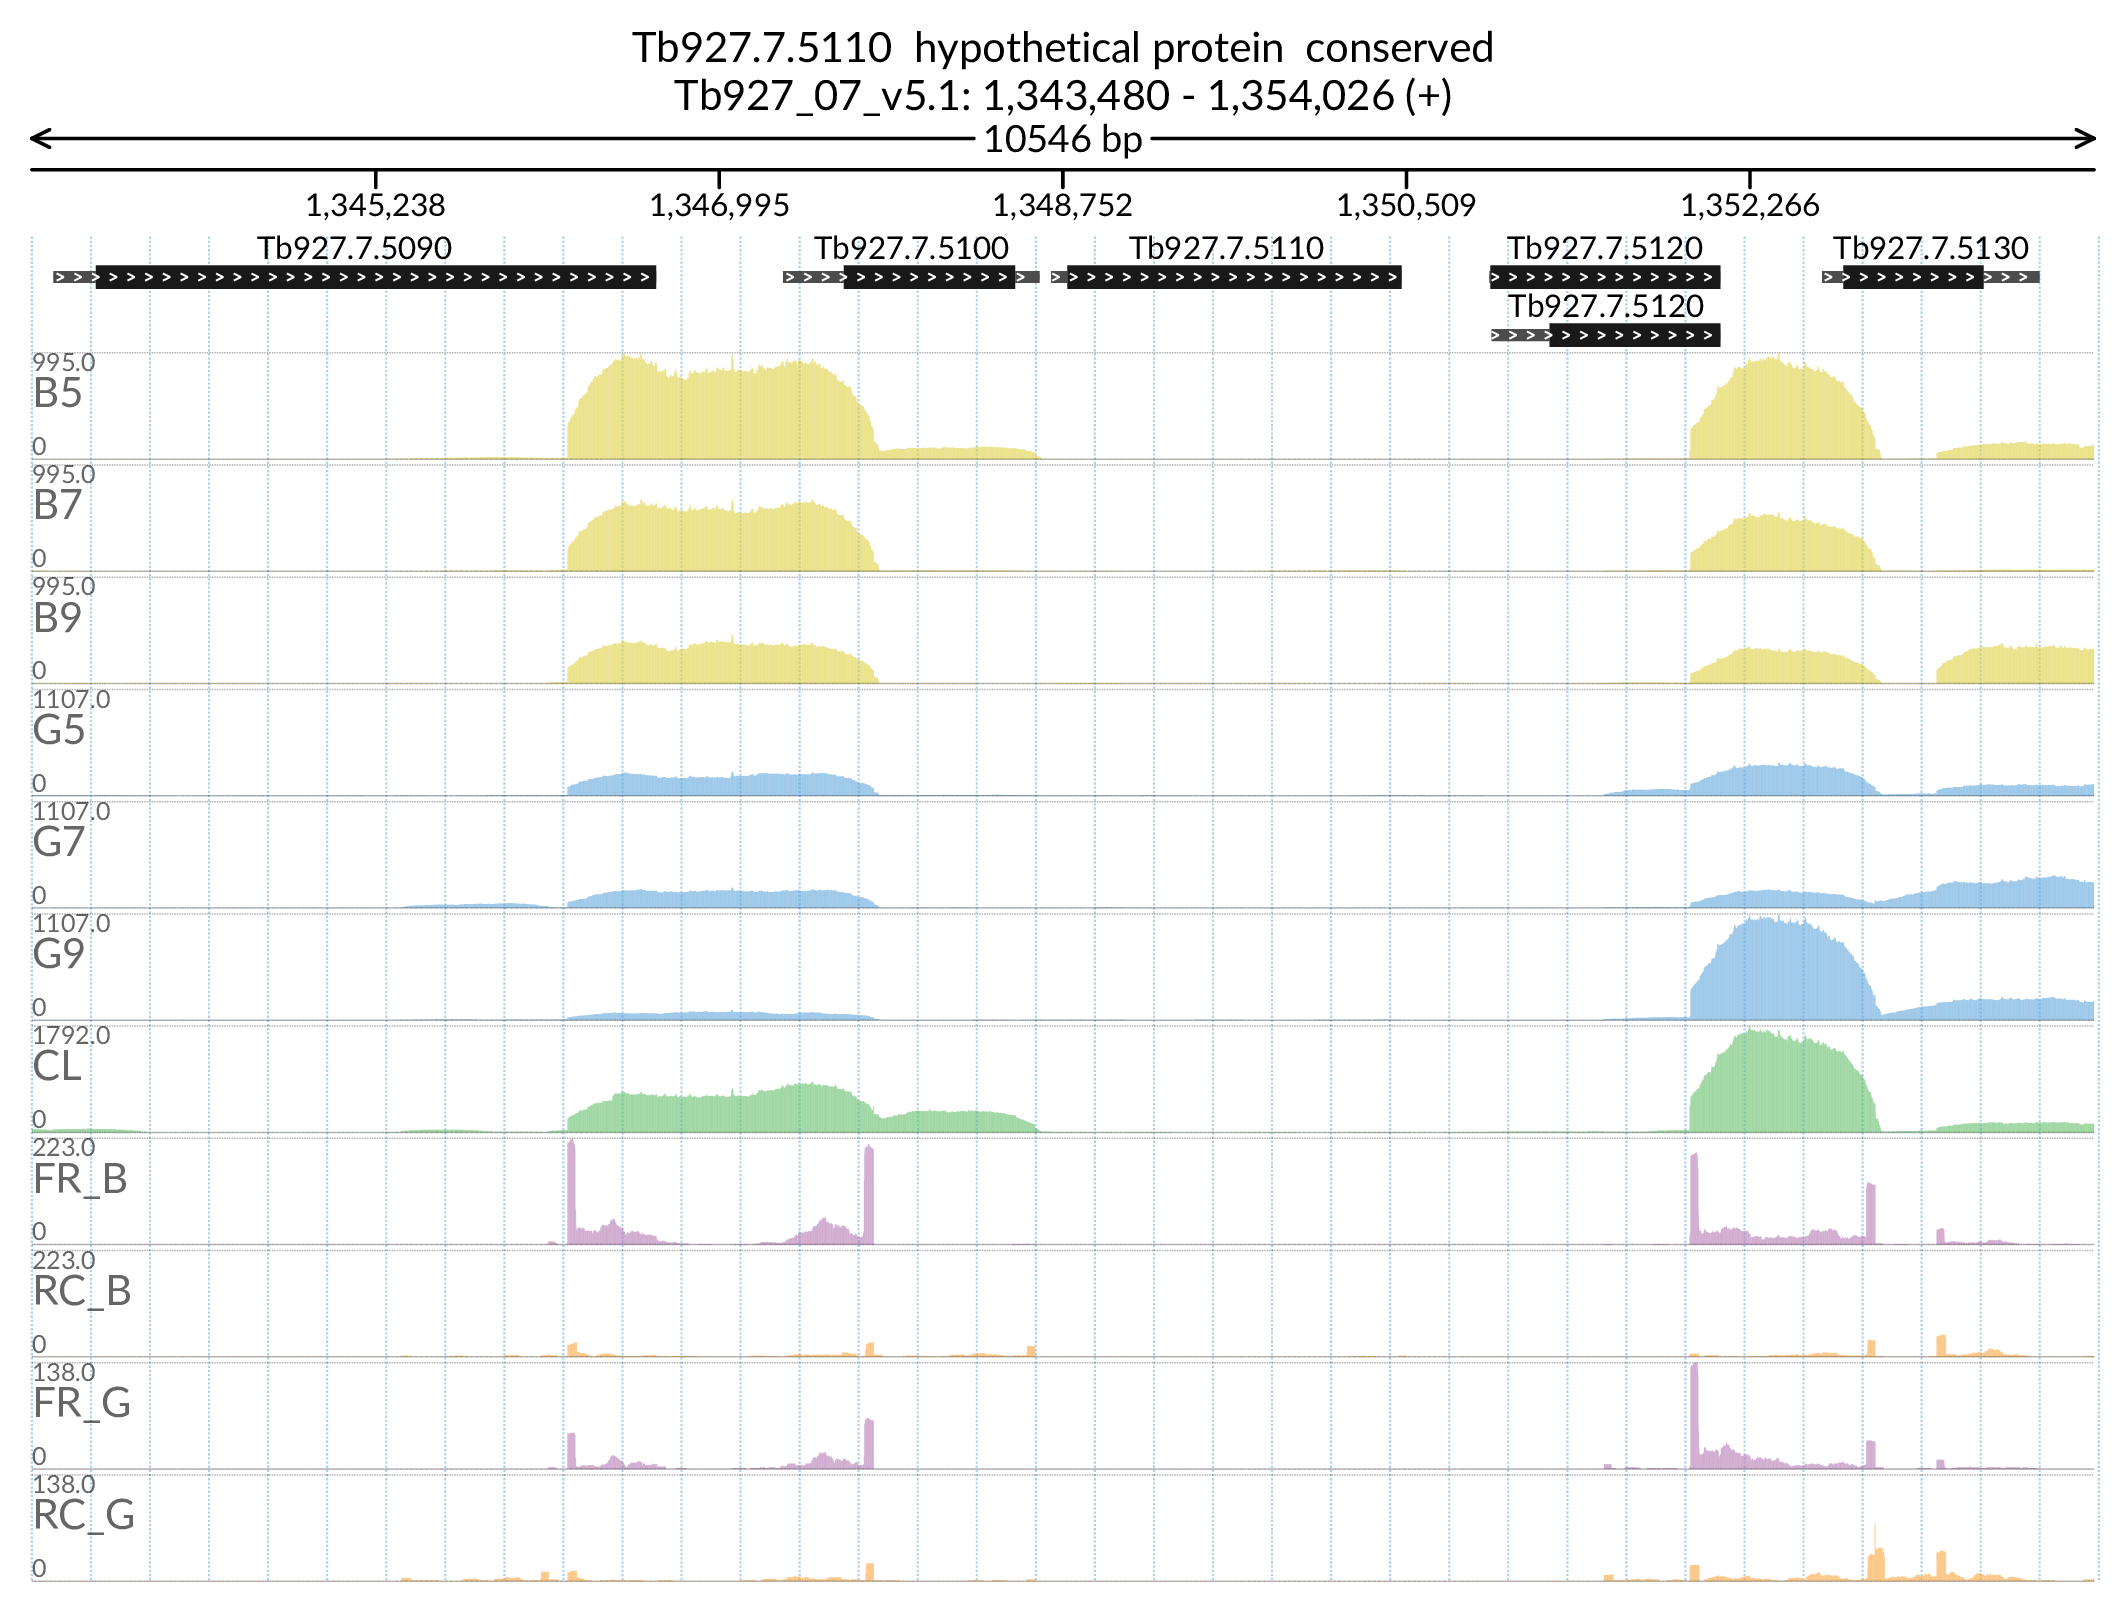 Tb927.7.5110 hypothetical protein conserved
Tb927_07_v5.1: 1,343,480 - 1,354,026 (+)
10546 bp
1,345,238 1,346,995 1,348,752 1,350,509 1,352,266
Tb927.7.5090 Tb927.7.5100 Tb927.7.5110 Tb927.7.5120 Tb927.7.5130
Tb927.7.5120
995.0
B5
0
995.0
B7
0
995.0
B9
0
1107.0
G5
0
1107.0
G7
0
1107.0
G9
0
1792.0
CL
0
223.0
FR_B
0
223.0
RC_B
0
138.0
FR_G
0
138.0
RC_G
0